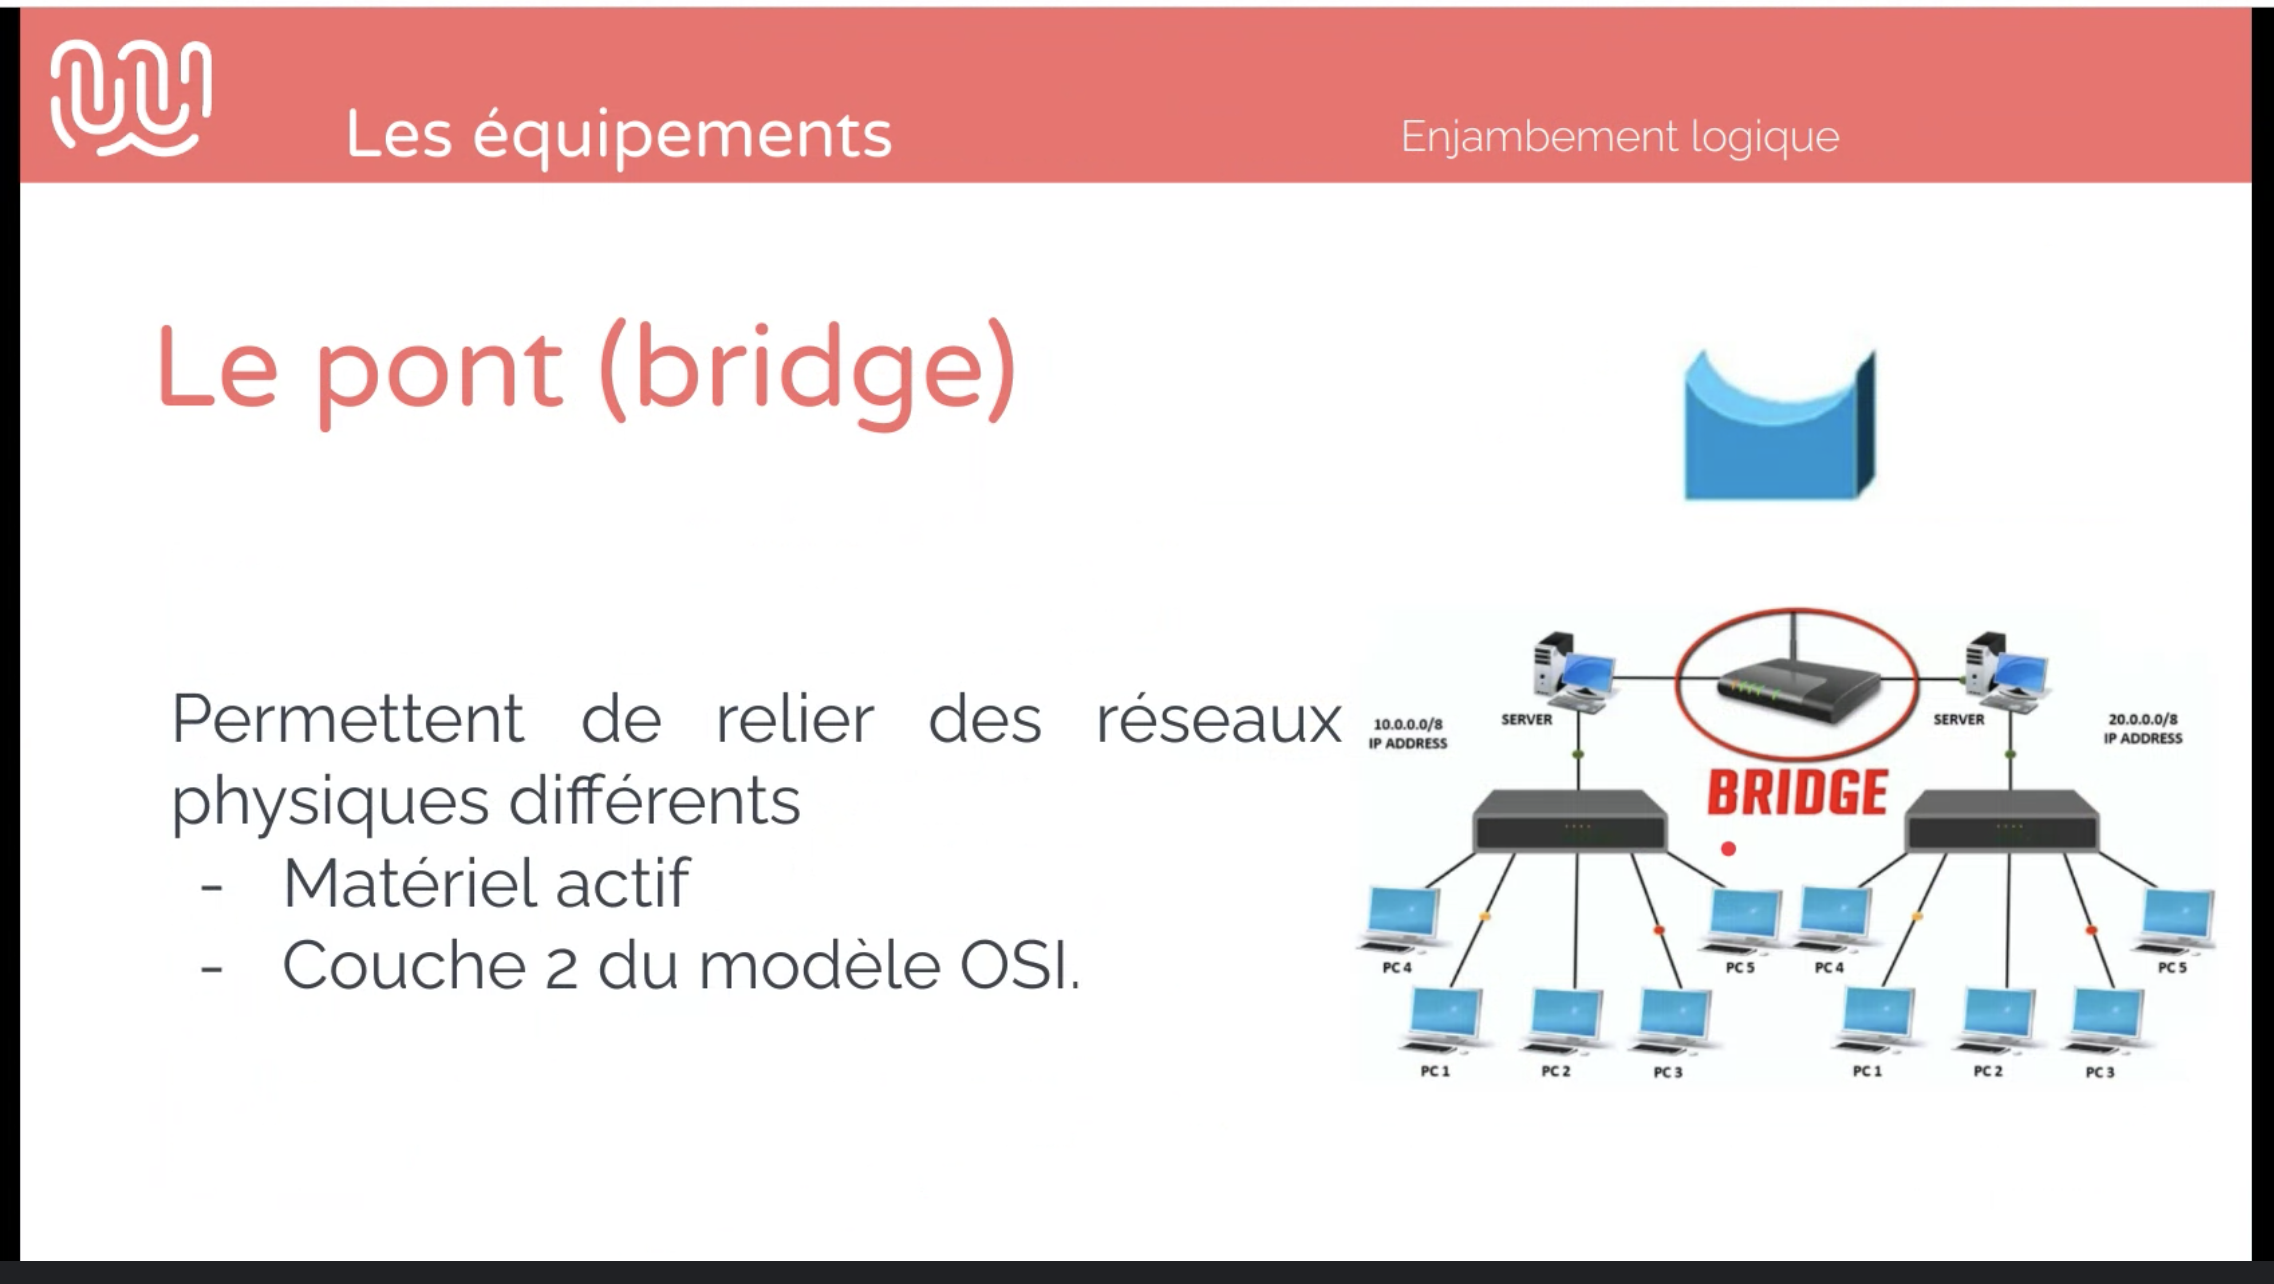 Les équipements
Enjambement logique
Le pont (bridge)
Permettent de relier des réseaux
physiques différents
- Matériel actif
- Couche 2 du modèle OSI.
SERVER
SERVER
10.0.0.0/8
IP ADDRESS
20.0.0.0/8
IP ADDRESS
BRIDGE
PC 4
PC 5
PC 4
PC 5
PC 1
PC 2
PC 3
PC 1
PC 2
PC 3